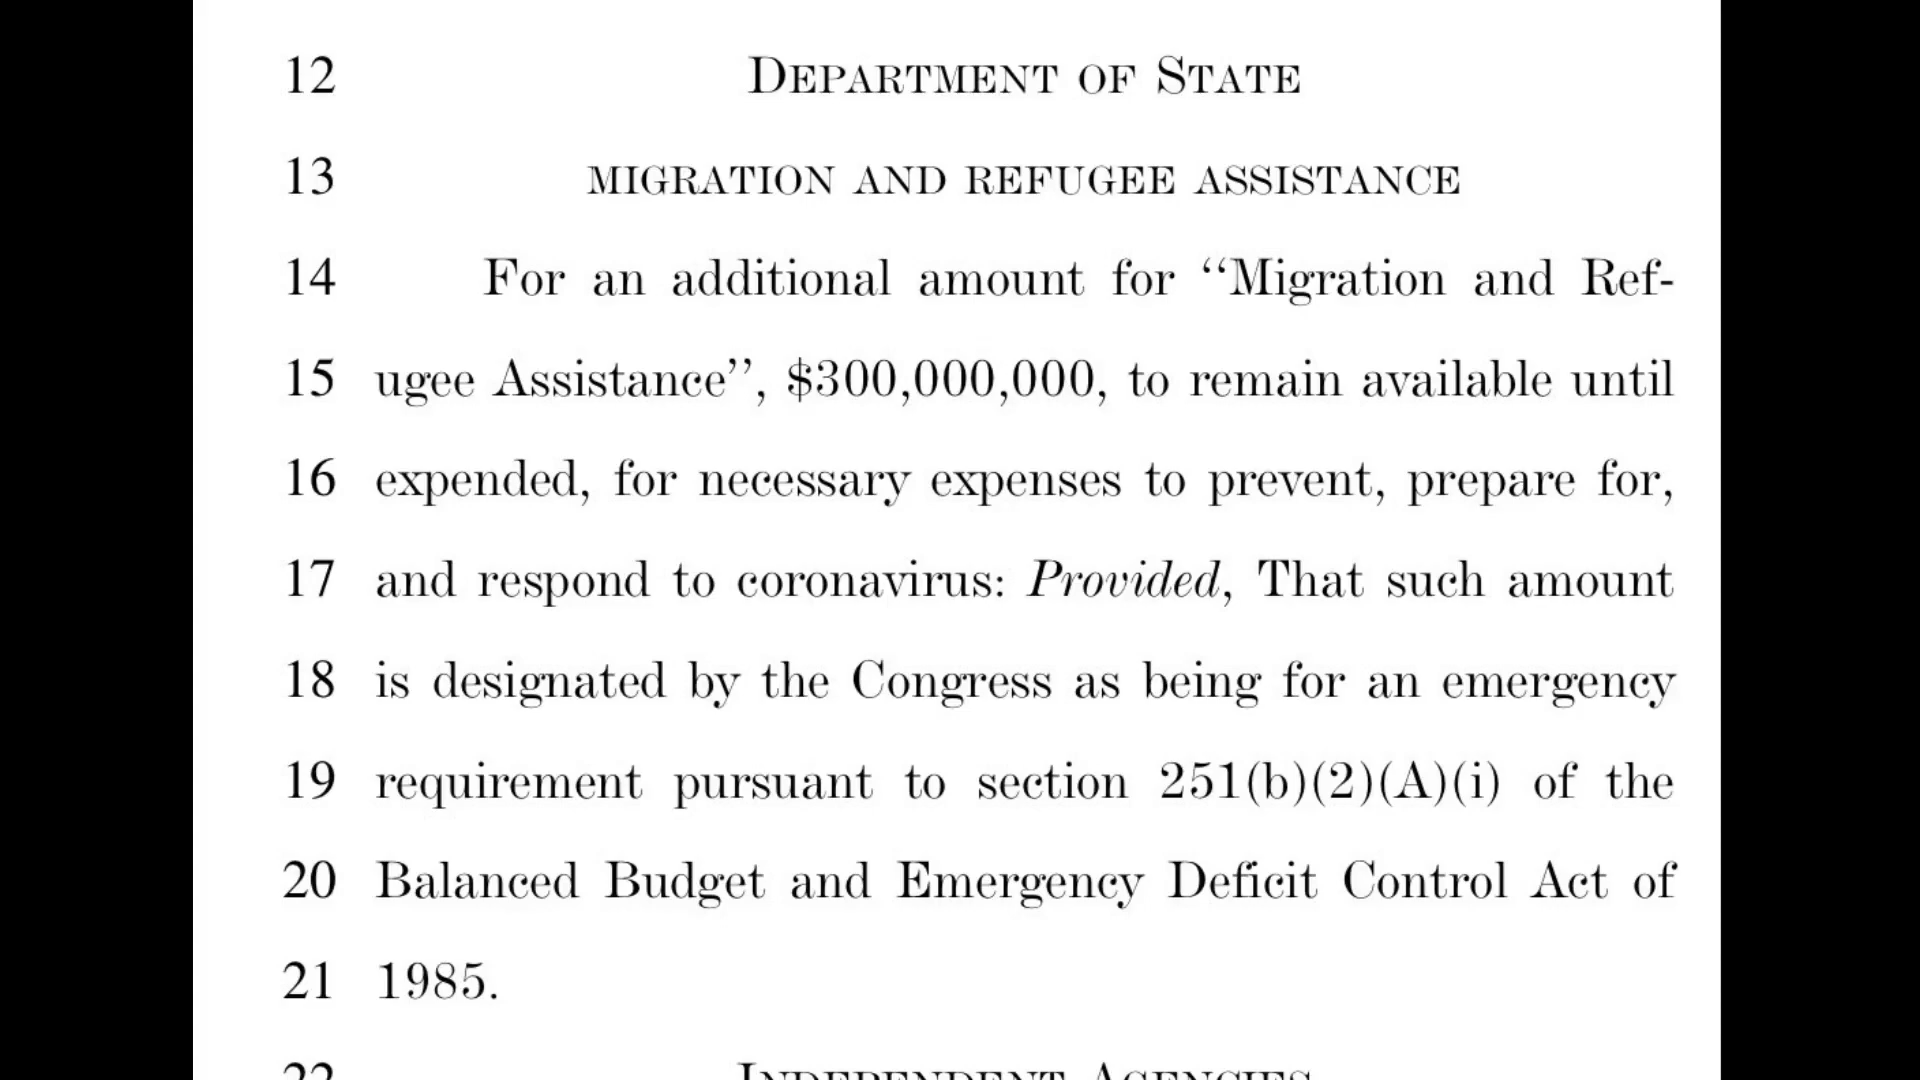 12 DEPARTMENT OF STATE
13 MIGRATION AND REFUGEE ASSISTANCE
14 For an additional amount for ‘‘Migration and Ref-
15 ugee Assistance’’, $300,000,000, to remain available until
16 expended, for necessary expenses to prevent, prepare for,
17 and respond to coronavirus: Provided, That such amount
18 is designated by the Congress as being for an emergency
19 requirement pursuant to section 251(b)(2)(A)(i) of the
20 Balanced Budget and Emergency Deficit Control Act of
21 1985.
22 INDEPENDENT AGENCIES